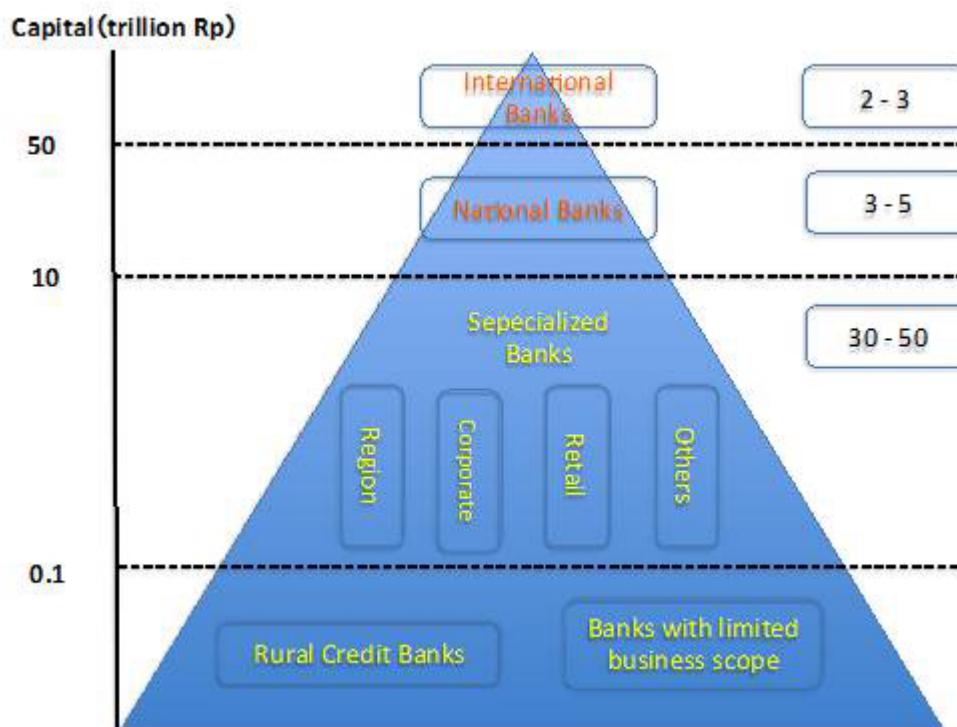 Capital (trillion Rp)
International
Banks
2 - 3
50
National Banks
3 - 5
10
Sepecialized
Banks
30 - 50
Region
Corporate
Retail
Others
0.1
Rural Credit Banks
Banks with limited
business scope